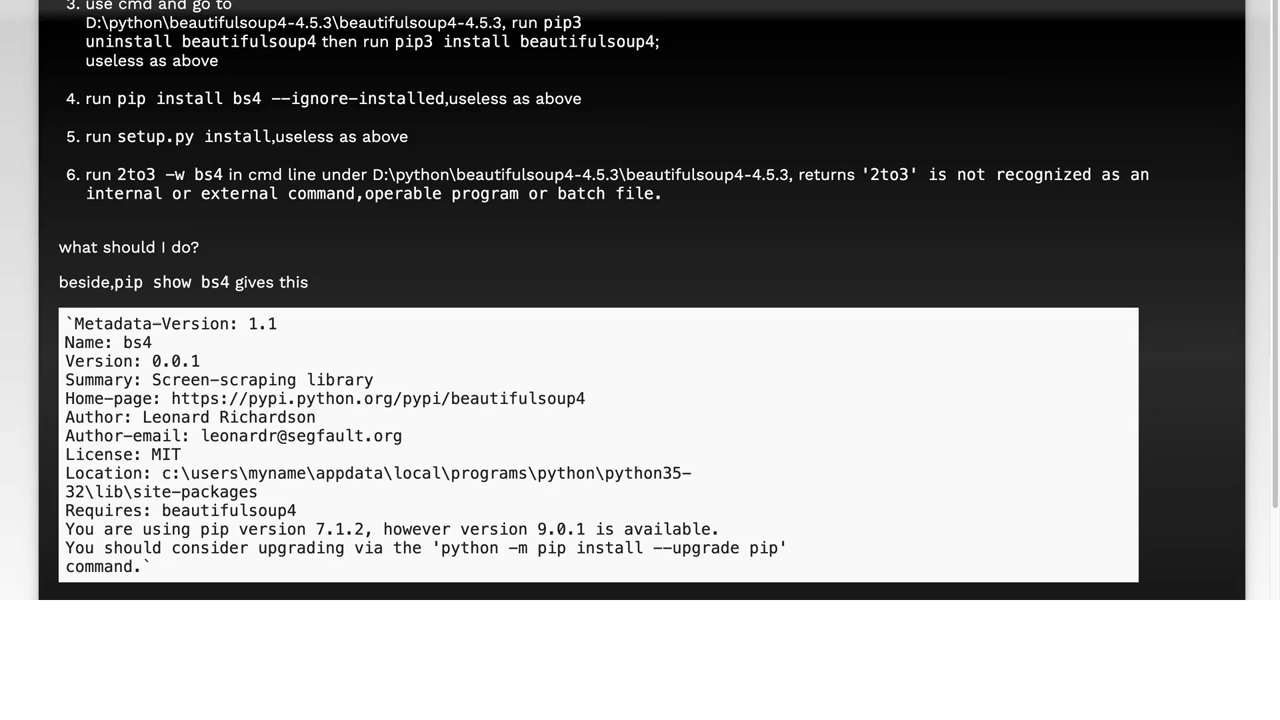 3. use cmd and go to
D:\python\beautifulsoup4-4.5.3\beautifulsoup4-4.5.3, run pip3
uninstall beautifulsoup4 then run pip3 install beautifulsoup4;
useless as above
4. run pip install bs4 --ignore-installed,useless as above
5. run setup.py install,useless as above
6. run 2to3 -w bs4 in cmd line under D:\python\beautifulsoup4-4.5.3\beautifulsoup4-4.5.3, returns '2to3' is not recognized as an
internal or external command,operable program or batch file.
what should I do?
beside,pip show bs4 gives this
`Metadata-Version: 1.1
Name: bs4
Version: 0.0.1
Summary: Screen-scraping library
Home-page: https://pypi.python.org/pypi/beautifulsoup4
Author: Leonard Richardson
Author-email: leonardr@segfault.org
License: MIT
Location: c:\users\myname\appdata\local\programs\python\python35-
32\lib\site-packages
Requires: beautifulsoup4
You are using pip version 7.1.2, however version 9.0.1 is available.
You should consider upgrading via the 'python -m pip install --upgrade pip'
command.`